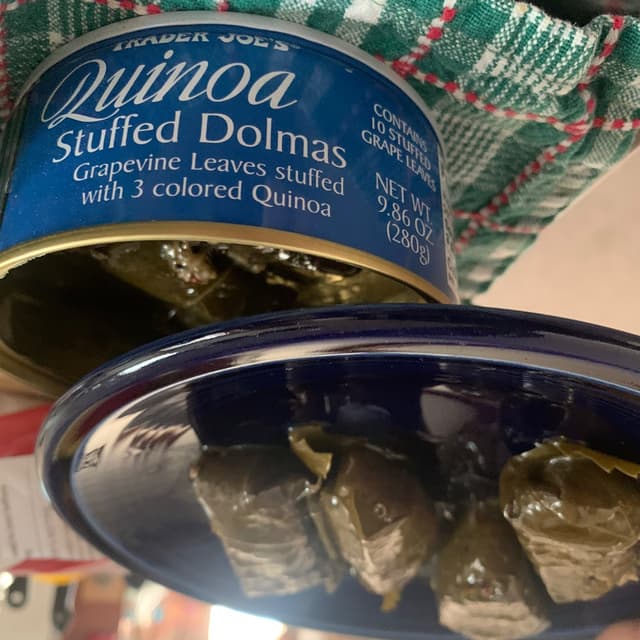 TRADER JOE'S
Quinoa
Stuffed Dolmas
Grapevine Leaves stuffed
with 3 colored Quinoa
CONTAINS
10 STUFFED
GRAPE LEAVES
NET WT.
9.86 OZ
(280g)